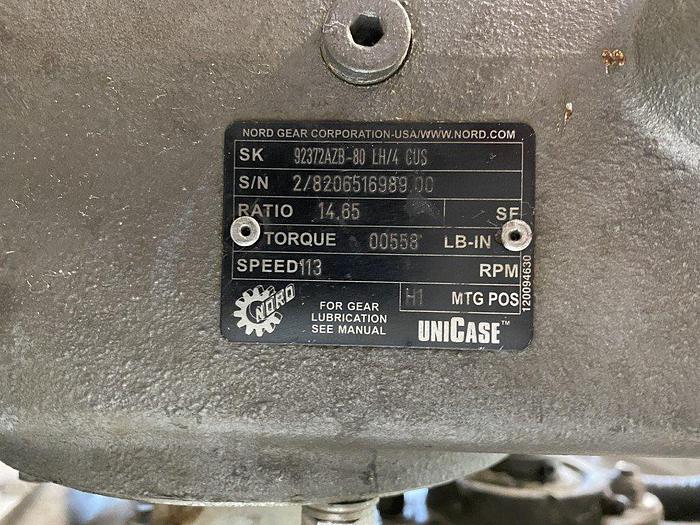 NORD GEAR CORPORATION-USA/WWW.NORD.COM
SK 92372AZB-80 LH/4 CUS
S/N 2/8206516989.00
RATIO 14.65 SF
TORQUE 00558 LB-IN
SPEED 113 RPM
H1 MTG POS
120094630
NORD
FOR GEAR
LUBRICATION
SEE MANUAL
UNICASE™